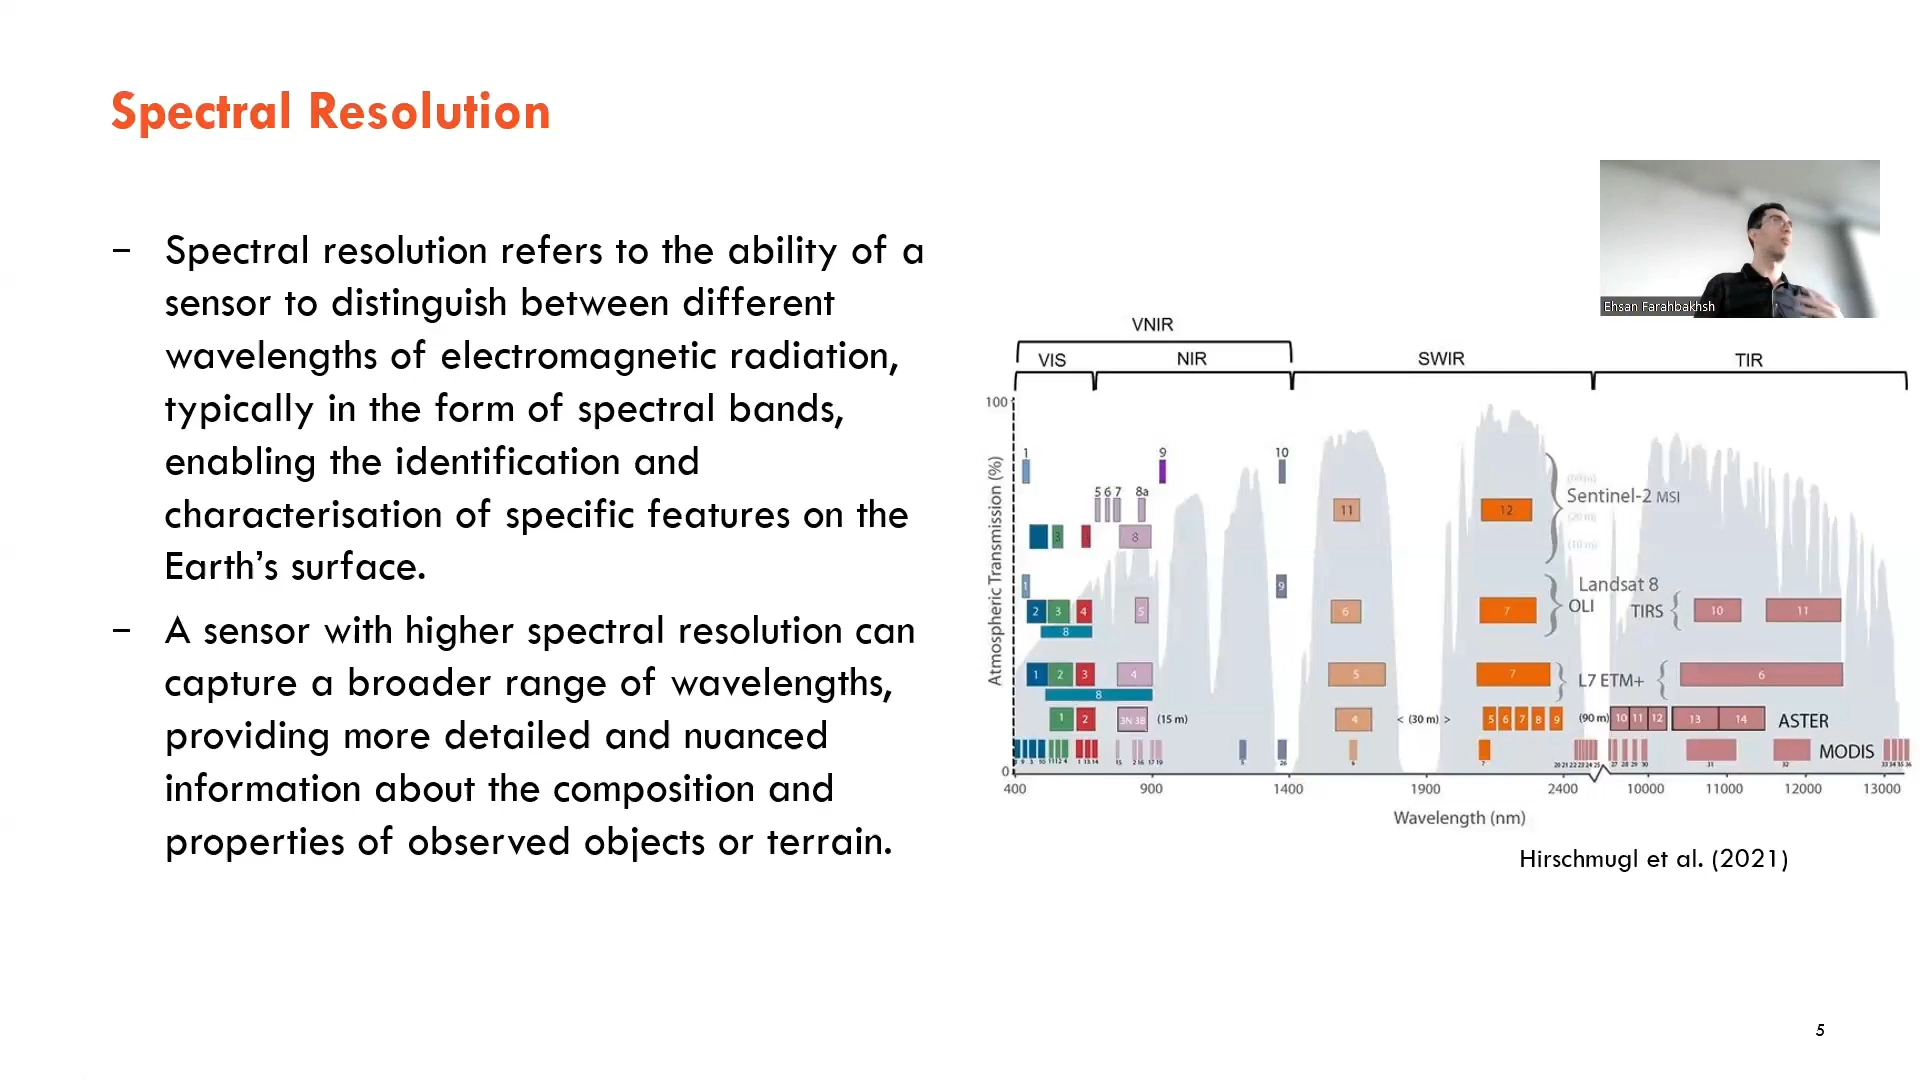 Spectral Resolution
– Spectral resolution refers to the ability of a
sensor to distinguish between different
wavelengths of electromagnetic radiation,
typically in the form of spectral bands,
enabling the identification and
characterisation of specific features on the
Earth's surface.
– A sensor with higher spectral resolution can
capture a broader range of wavelengths,
providing more detailed and nuanced
information about the composition and
properties of observed objects or terrain.
Ehsan Farahbakhsh
VNIR
VIS NIR SWIR TIR
100
Atmospheric Transmission (%)
0
1 9 10
5 6 7 8a
11 12
Sentinel-2 MSI
(10 m)
3 8
1 9
Landsat 8
2 3 4 5 6 7 OLI TIRS 10 11
8
1 2 3 4 5 7 L7 ETM+ 6
8
1 2 3N 3B (15 m) 4 < (30 m) > 5 6 7 8 9 (90 m) 10 11 12 13 14 ASTER
MODIS
31 32
400 900 1400 1900 2400 10000 11000 12000 13000
Wavelength (nm)
Hirschmugl et al. (2021)
5